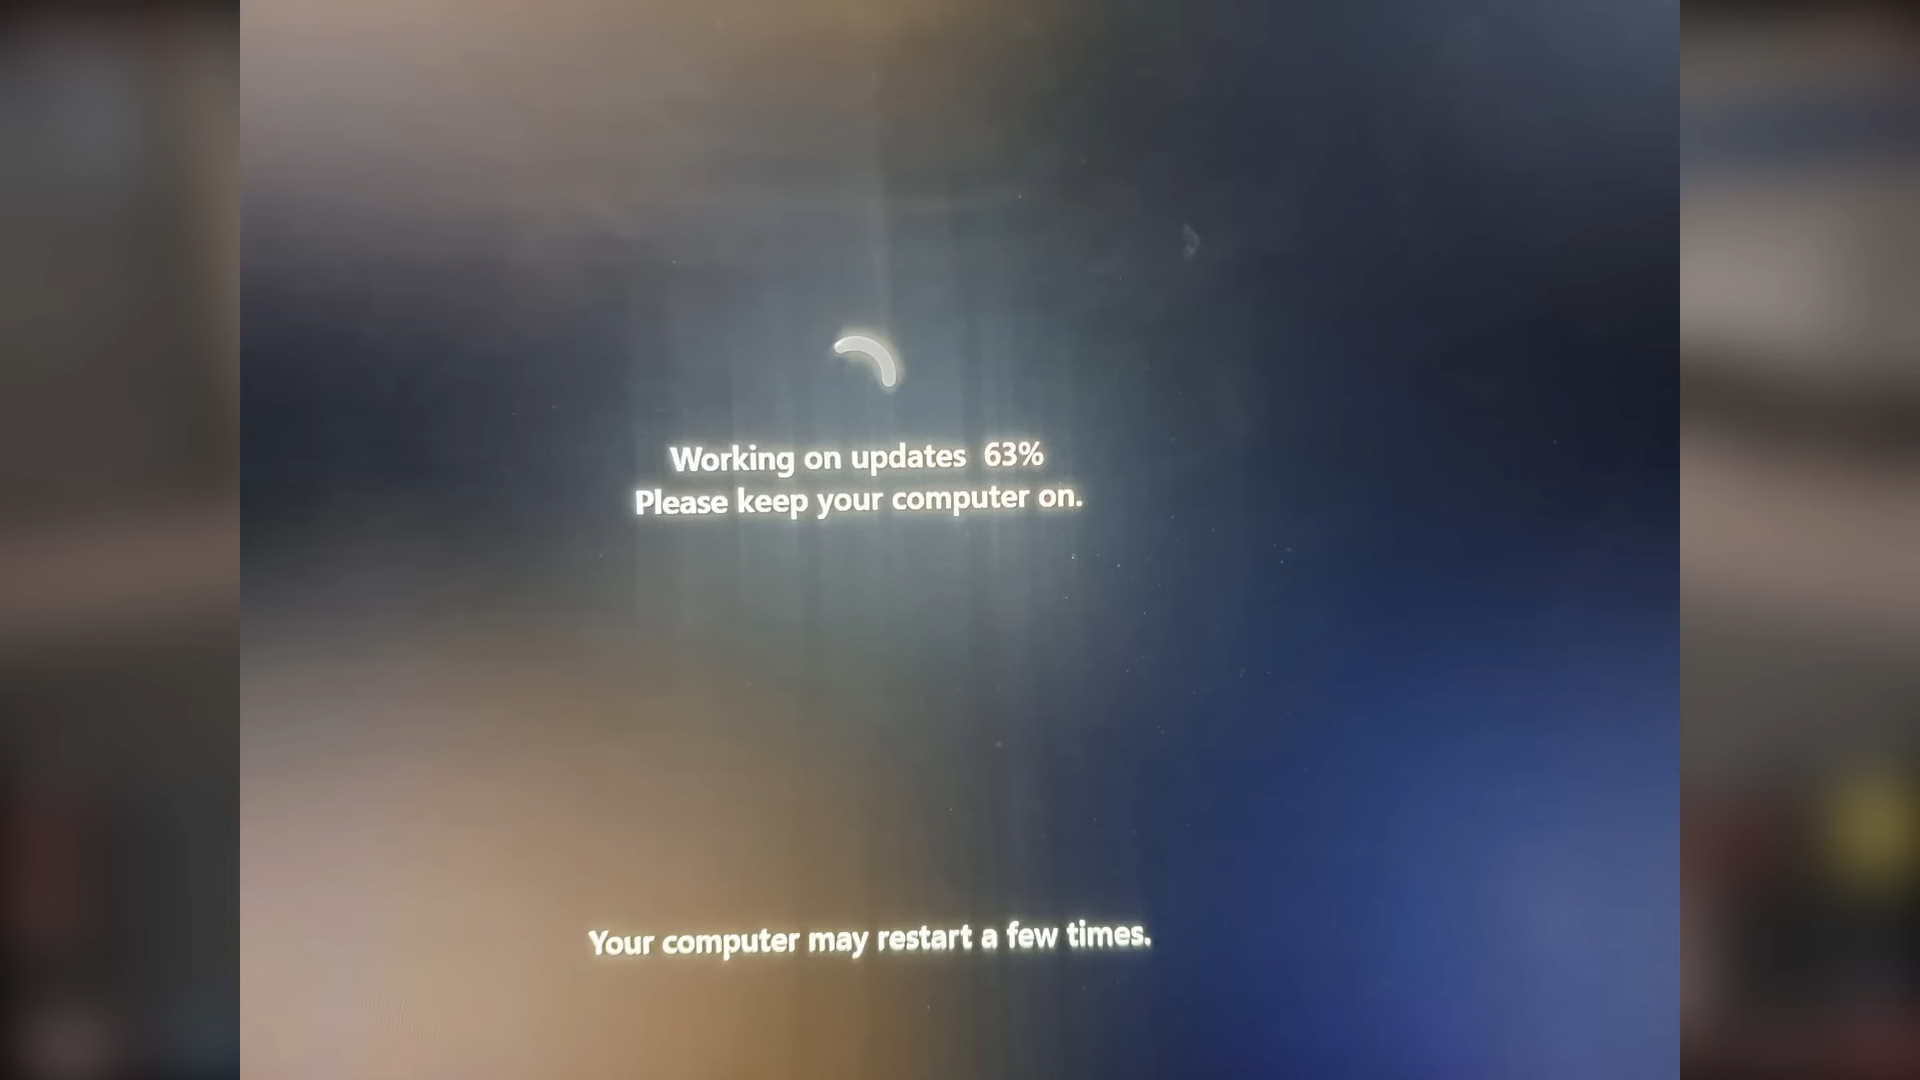 Working on updates 63%
Please keep your computer on.
Your computer may restart a few times.